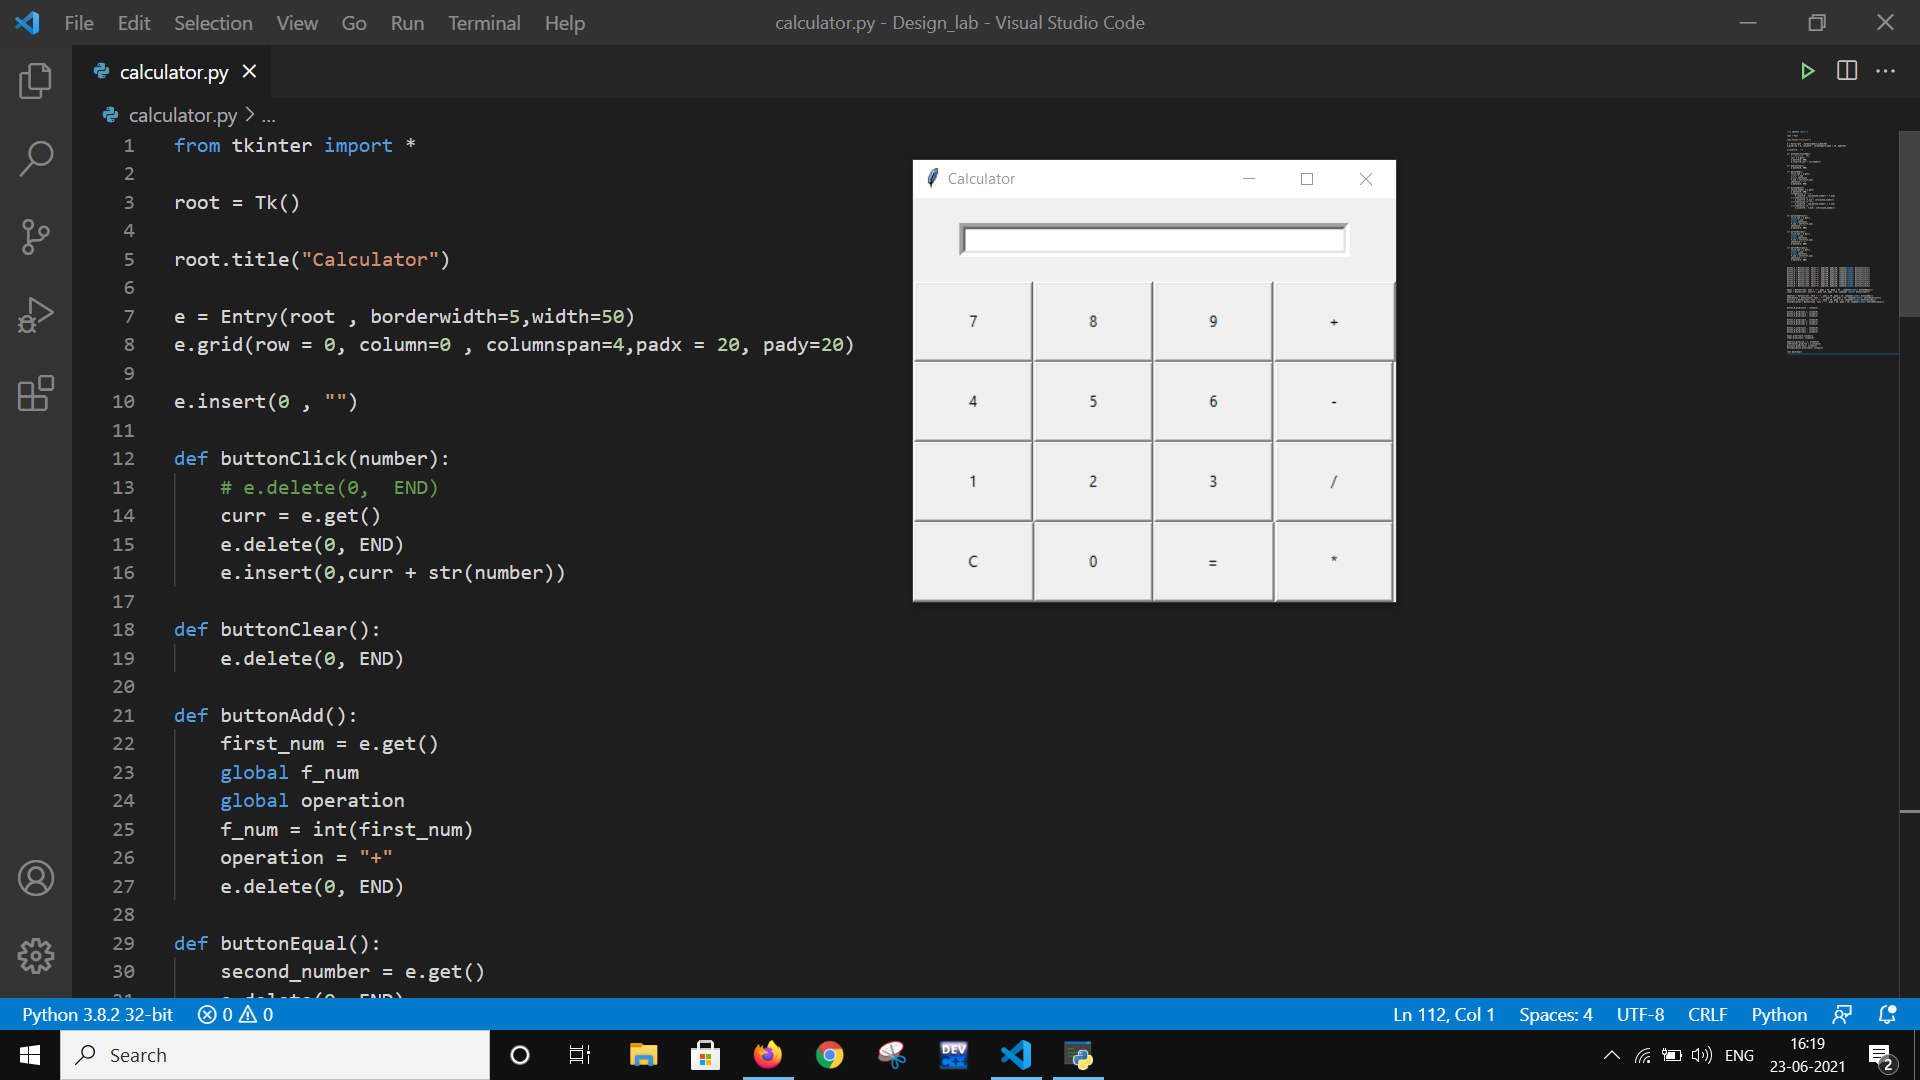 File Edit Selection View Go Run Terminal Help calculator.py - Design_lab - Visual Studio Code
calculator.py
calculator.py > ...
1 from tkinter import *
2
3 root = Tk()
4
5 root.title("Calculator")
6
7 e = Entry(root , borderwidth=5,width=50)
8 e.grid(row = 0, column=0 , columnspan=4,padx = 20, pady=20)
9
10 e.insert(0 , "")
11
12 def buttonClick(number):
13     # e.delete(0,  END)
14     curr = e.get()
15     e.delete(0, END)
16     e.insert(0,curr + str(number))
17
18 def buttonClear():
19     e.delete(0, END)
20
21 def buttonAdd():
22     first_num = e.get()
23     global f_num
24     global operation
25     f_num = int(first_num)
26     operation = "+"
27     e.delete(0, END)
28
29 def buttonEqual():
30     second_number = e.get()
31     e.delete(0, END)
Calculator
7 8 9 +
4 5 6 -
1 2 3 /
C 0 = *
Python 3.8.2 32-bit 0 0 Ln 112, Col 1 Spaces: 4 UTF-8 CRLF Python
Search DEV C++ ENG 16:19
23-06-2021 2